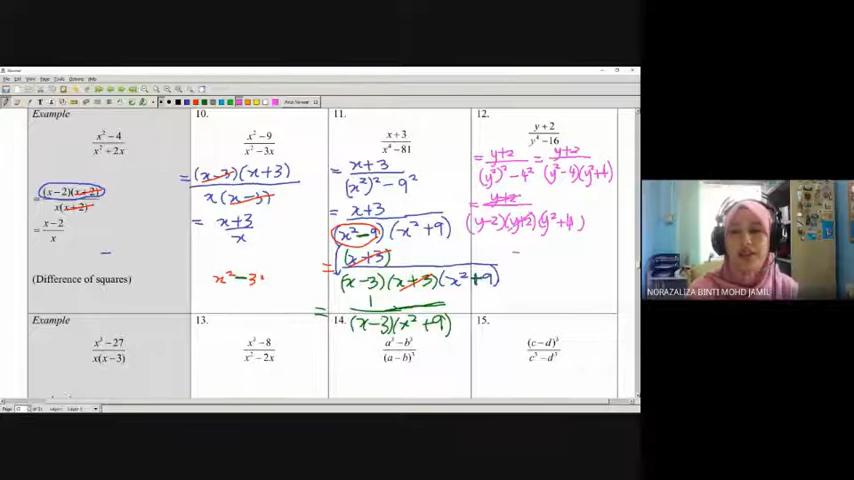 Example
x² − 4
x² + 2x
= (x−2)(x+2)
x(x+2)
= x−2
x
(Difference of squares)
10.
x² − 9
x² − 3x
= (x−3)(x+3)
x(x−3)
= x+3
x
x² − 3
11.
x + 3
x⁴ − 81
= x+3
(x²)² − 9²
= x+3
(x²−9)(x²+9)
= (x+3)
(x−3)(x+3)(x²+9)
= 1
(x−3)(x²+9)
12.
y + 2
y⁴ − 16
= y+2 = y+2
(y²)² − 4² (y²−4)(y²+4)
= y+2
(y−2)(y+2)(y²+4)
NORAZALIZA BINTI MOHD JAMIL
Example
x³ − 27
x(x − 3)
13.
x³ − 8
x² − 2x
14.
a³ − b³
(a − b)³
15.
(c − d)³
c³ − d³